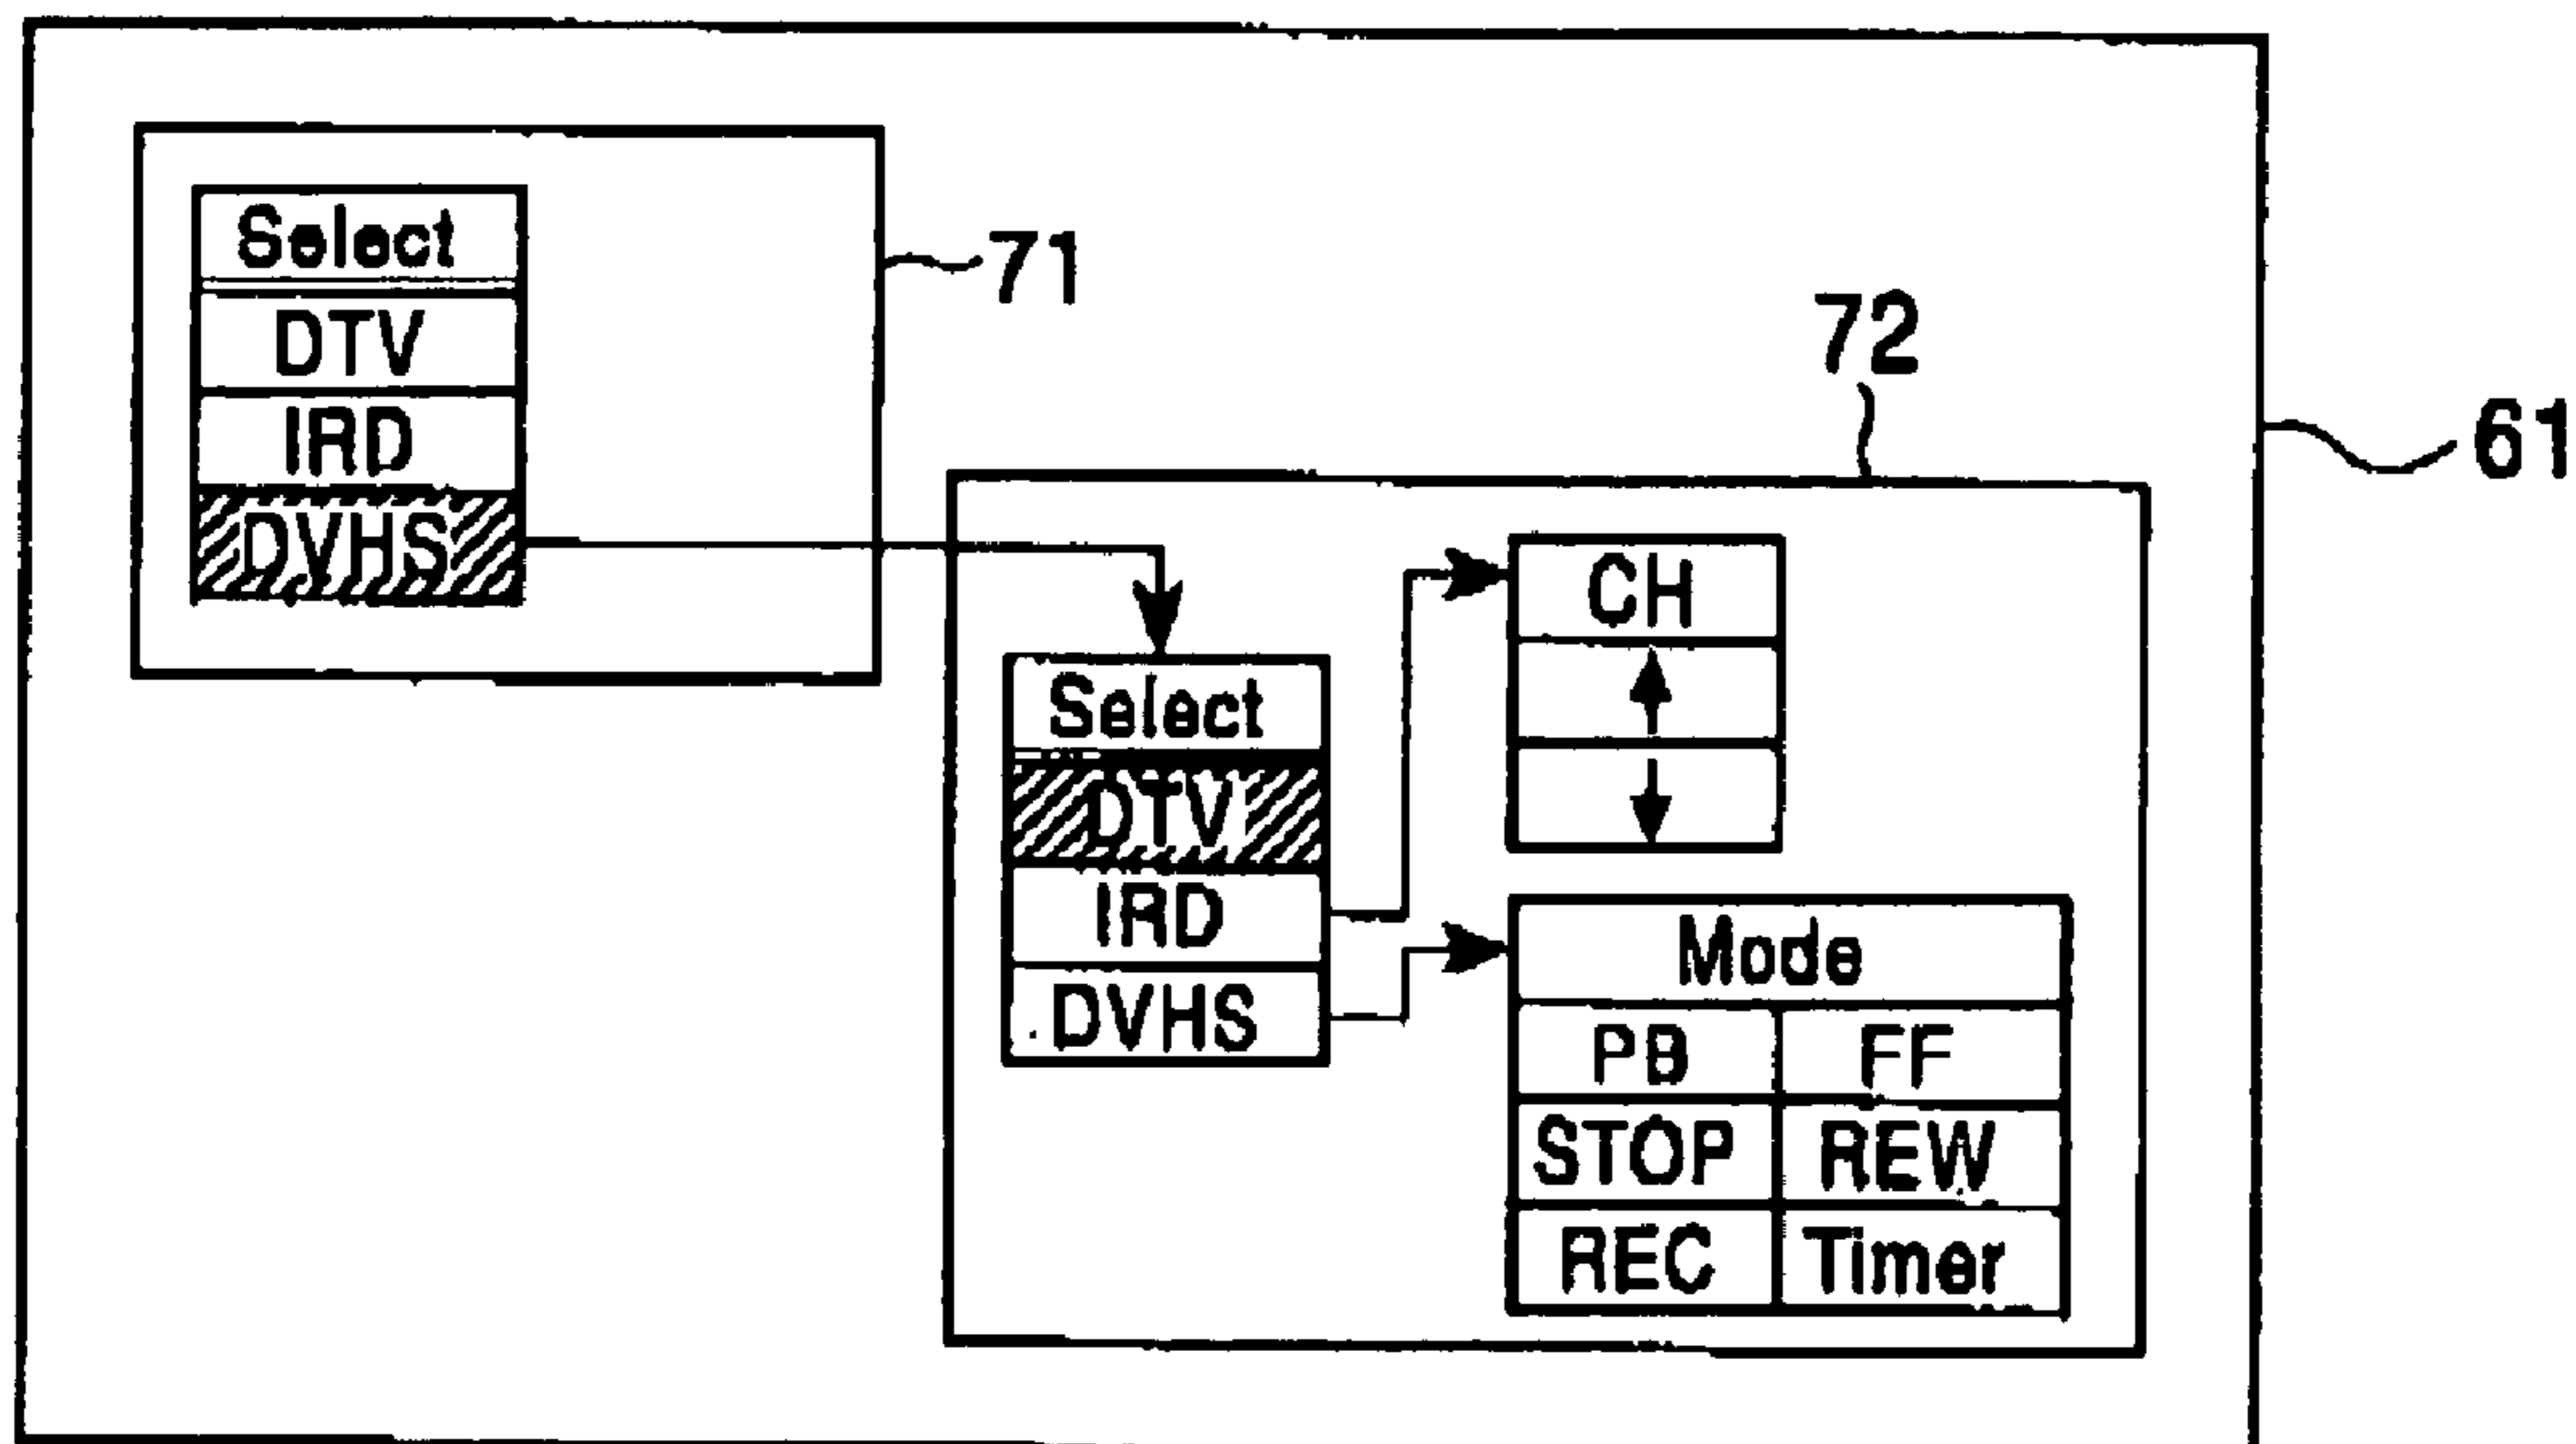 Select
DTV
IRD
DVHS
71
72
61
Select
DTV
IRD
DVHS
CH
Mode
PB FF
STOP REW
REC Timer